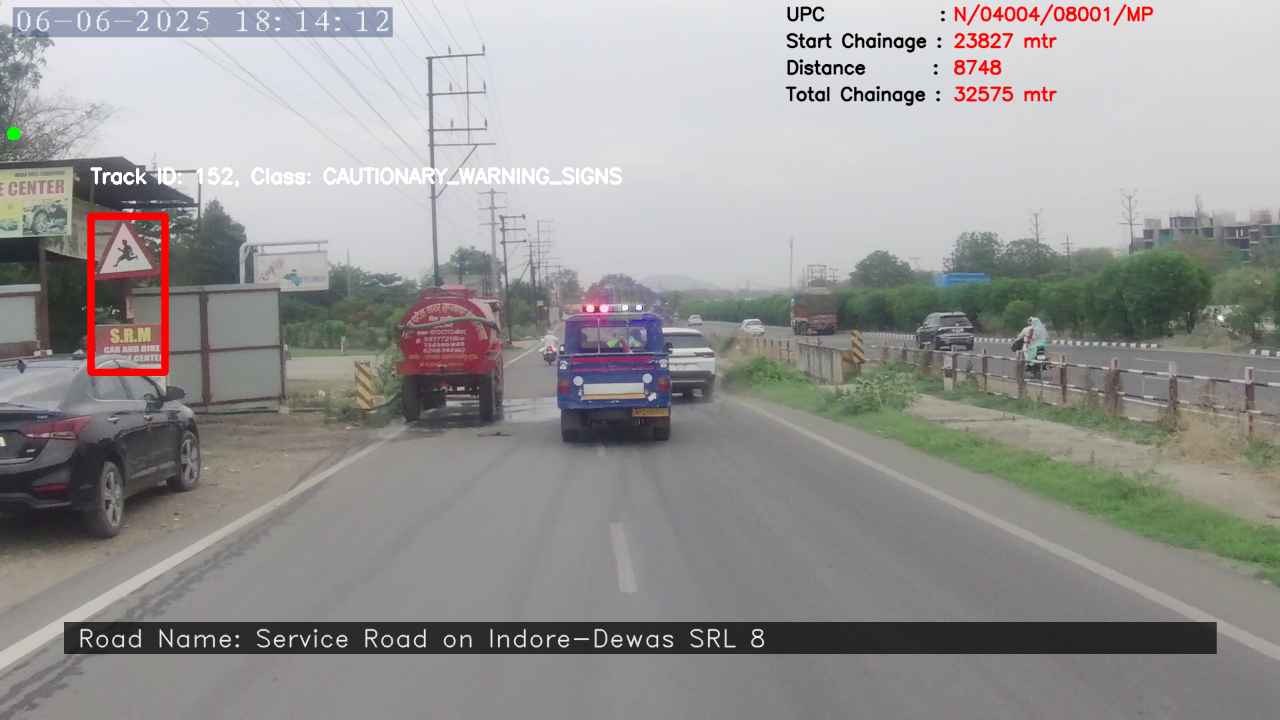 06-06-2025 18:14:12
UPC : N/04004/08001/MP
Start Chainage : 23827 mtr
Distance : 8748
Total Chainage : 32575 mtr
Track ID: 152, Class: CAUTIONARY_WARNING_SIGNS
E CENTER
S.R.M
CAR AND BIKE
CENTER
Road Name: Service Road on Indore-Dewas SRL 8